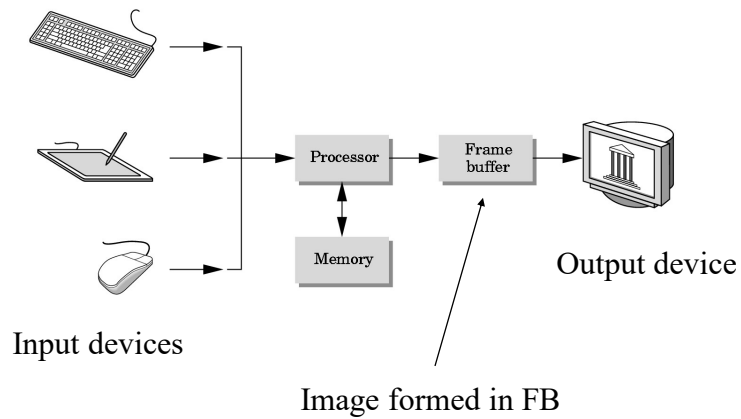 Processor
Frame
buffer
Memory
Output device
Input devices
Image formed in FB